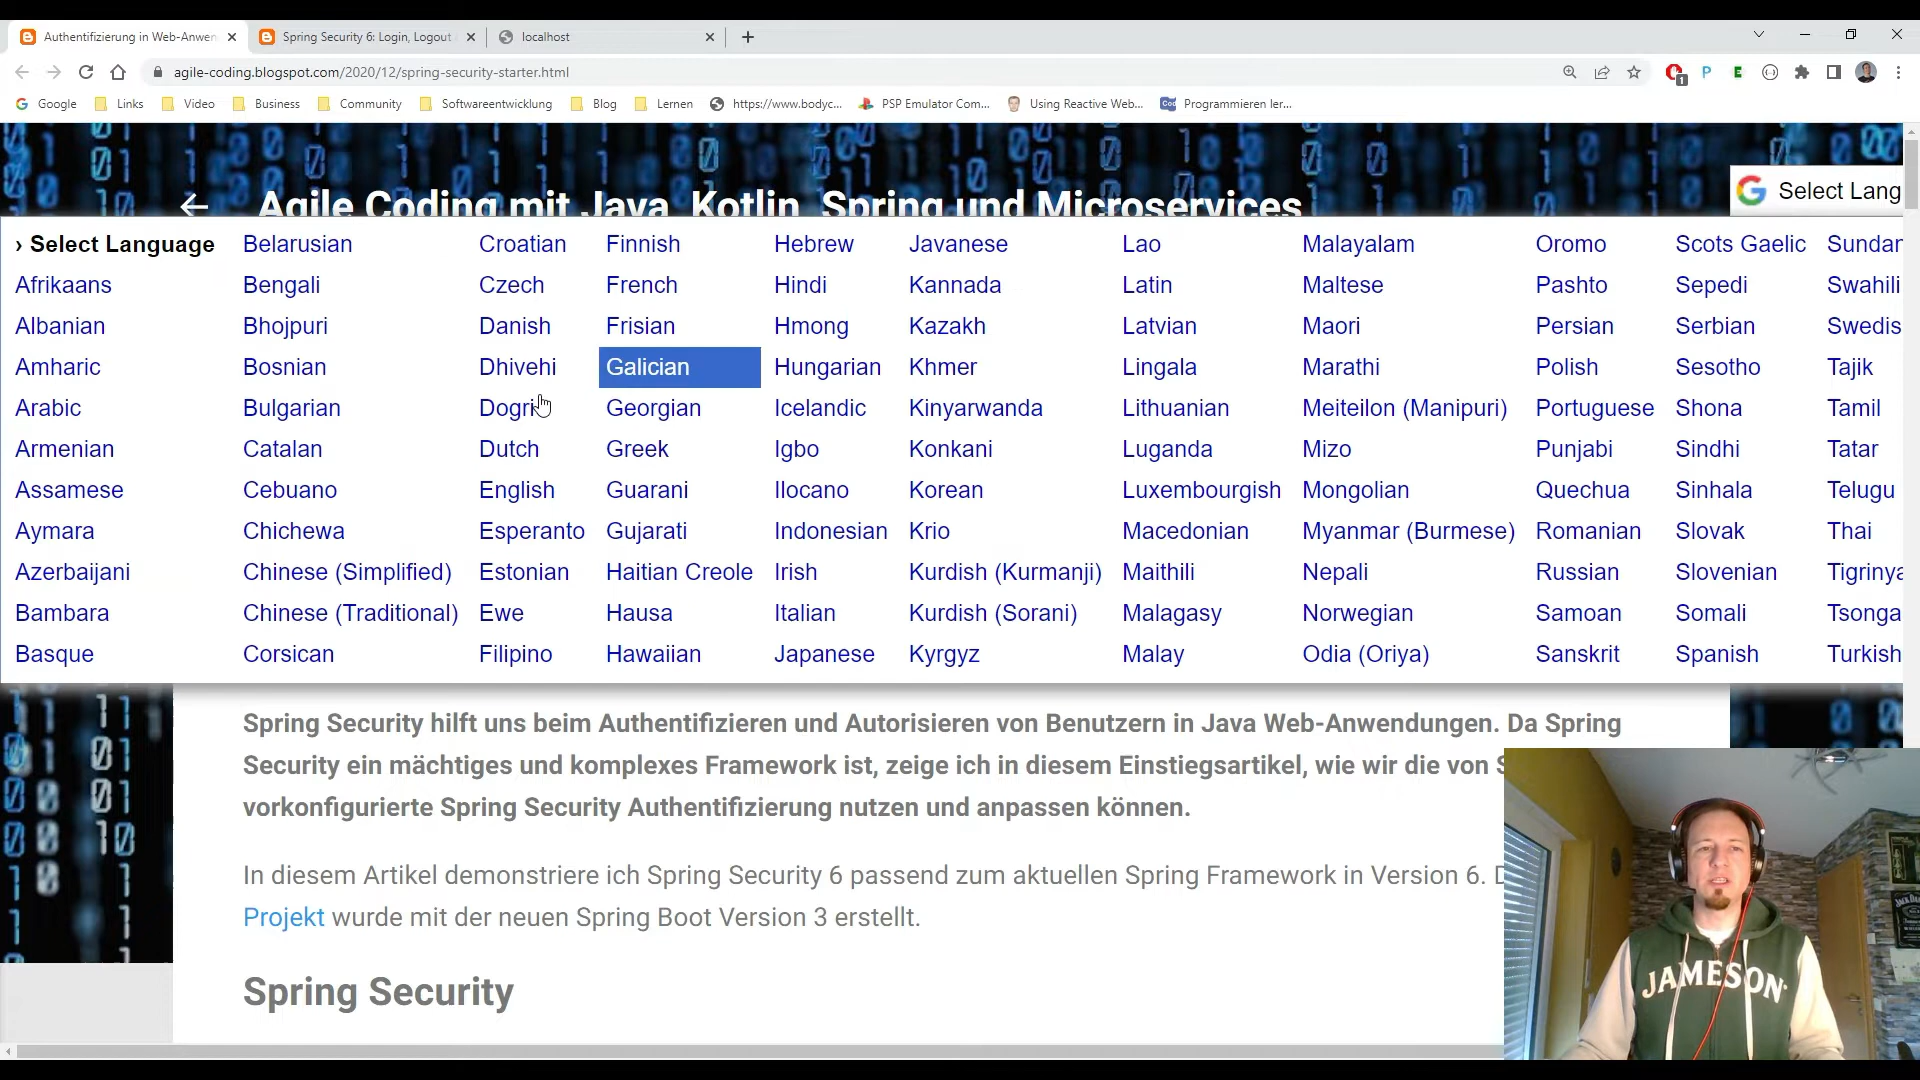 Authentifizierung in Web-Anwen
Spring Security 6: Login, Logout
localhost
agile-coding.blogspot.com/2020/12/spring-security-starter.html
1
P
E
Google
Links
Video
Business
Community
Softwareentwicklung
Blog
Lernen
https://www.bodyc...
PSP Emulator Com...
Using Reactive Web...
Programmieren ler...
Agile Coding mit Java, Kotlin, Spring und Microservices
Select Lang
› Select Language Belarusian Croatian Finnish Hebrew Javanese Lao Malayalam Oromo Scots Gaelic Sundar
Afrikaans Bengali Czech French Hindi Kannada Latin Maltese Pashto Sepedi Swahili
Albanian Bhojpuri Danish Frisian Hmong Kazakh Latvian Maori Persian Serbian Swedis
Amharic Bosnian Dhivehi Galician Hungarian Khmer Lingala Marathi Polish Sesotho Tajik
Arabic Bulgarian Dogri Georgian Icelandic Kinyarwanda Lithuanian Meiteilon (Manipuri) Portuguese Shona Tamil
Armenian Catalan Dutch Greek Igbo Konkani Luganda Mizo Punjabi Sindhi Tatar
Assamese Cebuano English Guarani Ilocano Korean Luxembourgish Mongolian Quechua Sinhala Telugu
Aymara Chichewa Esperanto Gujarati Indonesian Krio Macedonian Myanmar (Burmese) Romanian Slovak Thai
Azerbaijani Chinese (Simplified) Estonian Haitian Creole Irish Kurdish (Kurmanji) Maithili Nepali Russian Slovenian Tigrinya
Bambara Chinese (Traditional) Ewe Hausa Italian Kurdish (Sorani) Malagasy Norwegian Samoan Somali Tsonga
Basque Corsican Filipino Hawaiian Japanese Kyrgyz Malay Odia (Oriya) Sanskrit Spanish Turkish
Spring Security hilft uns beim Authentifizieren und Autorisieren von Benutzern in Java Web-Anwendungen. Da Spring
Security ein mächtiges und komplexes Framework ist, zeige ich in diesem Einstiegsartikel, wie wir die von S
vorkonfigurierte Spring Security Authentifizierung nutzen und anpassen können.
In diesem Artikel demonstriere ich Spring Security 6 passend zum aktuellen Spring Framework in Version 6. D
Projekt wurde mit der neuen Spring Boot Version 3 erstellt.
Spring Security
JAMESON